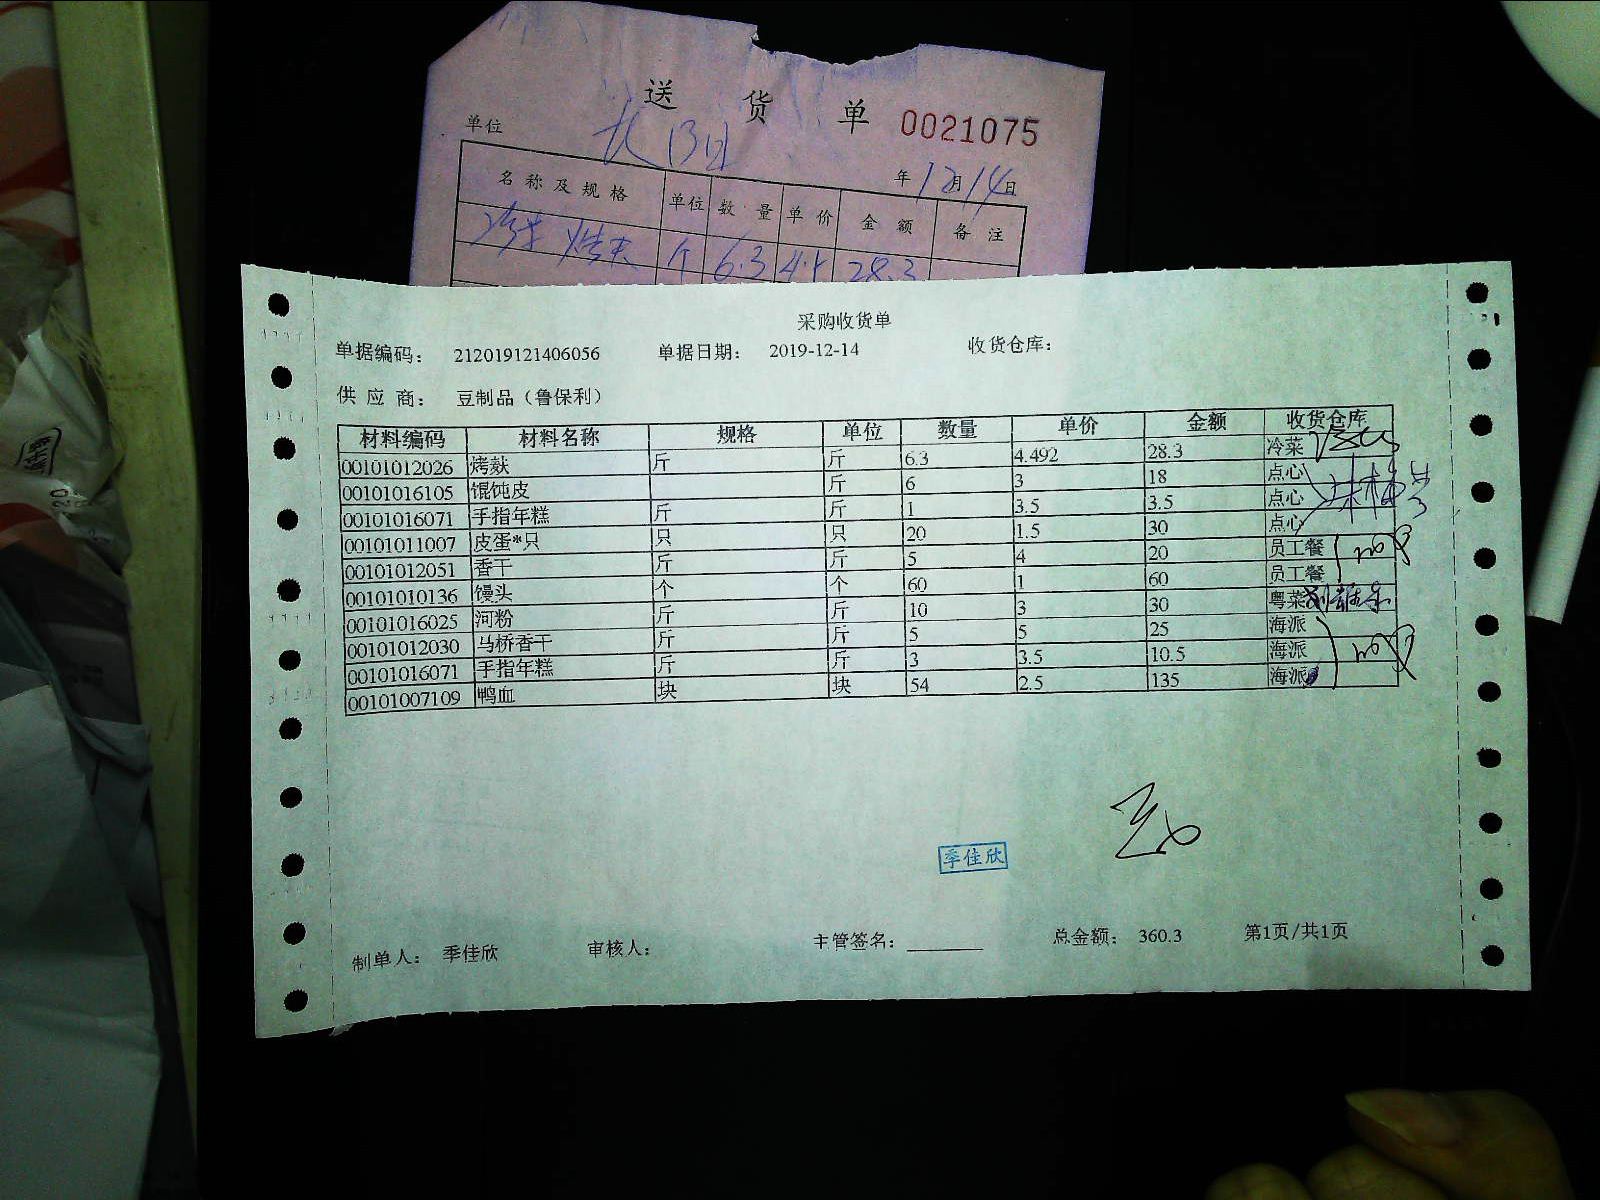 送 货 单 0021075
单位
年 12月14日
名称及规格 单位 数量 单价 金额 备注
冷菜 烤夫 斤 6.3 4.5 28.3
采购收货单
单据编码： 212019121406056 单据日期： 2019-12-14 收货仓库：
供应商： 豆制品（鲁保利）
材料编码 材料名称 规格 单位 数量 单价 金额 收货仓库
00101012026 烤麸 斤 斤 6.3 4.492 28.3 冷菜
00101016105 馄饨皮 斤 6 3 18 点心
00101016071 手指年糕 斤 斤 1 3.5 3.5 点心
00101011007 皮蛋*只 只 只 20 1.5 30 点心
00101012051 香干 斤 斤 5 4 20 员工餐
00101010136 馒头 个 个 60 1 60 员工餐
00101016025 河粉 斤 斤 10 3 30 粤菜
00101012030 马桥香干 斤 斤 5 5 25 海派
00101016071 手指年糕 斤 斤 3 3.5 10.5 海派
00101007109 鸭血 块 块 54 2.5 135 海派
季佳欣
制单人： 季佳欣 审核人： 主管签名： 总金额： 360.3 第1页/共1页